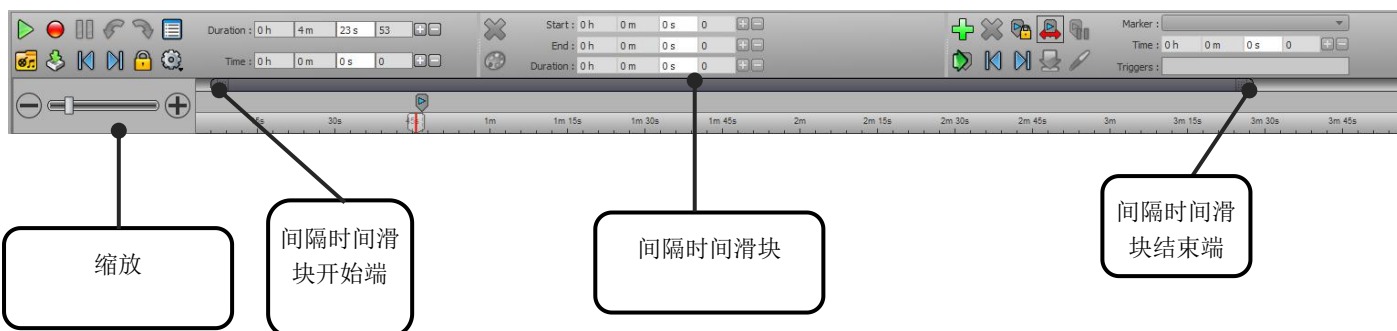 Duration : 0 h 4 m 23 s 53
Time : 0 h 0 m 0 s 0
Start : 0 h 0 m 0 s 0
End : 0 h 0 m 0 s 0
Duration : 0 h 0 m 0 s 0
Marker :
Time : 0 h 0 m 0 s 0
Triggers :
30s 1m 1m 15s 1m 30s 1m 45s 2m 2m 15s 2m 30s 2m 45s 3m 3m 15s 3m 30s 3m 45s
缩放
间隔时间滑
块开始端
间隔时间滑块
间隔时间滑
块结束端